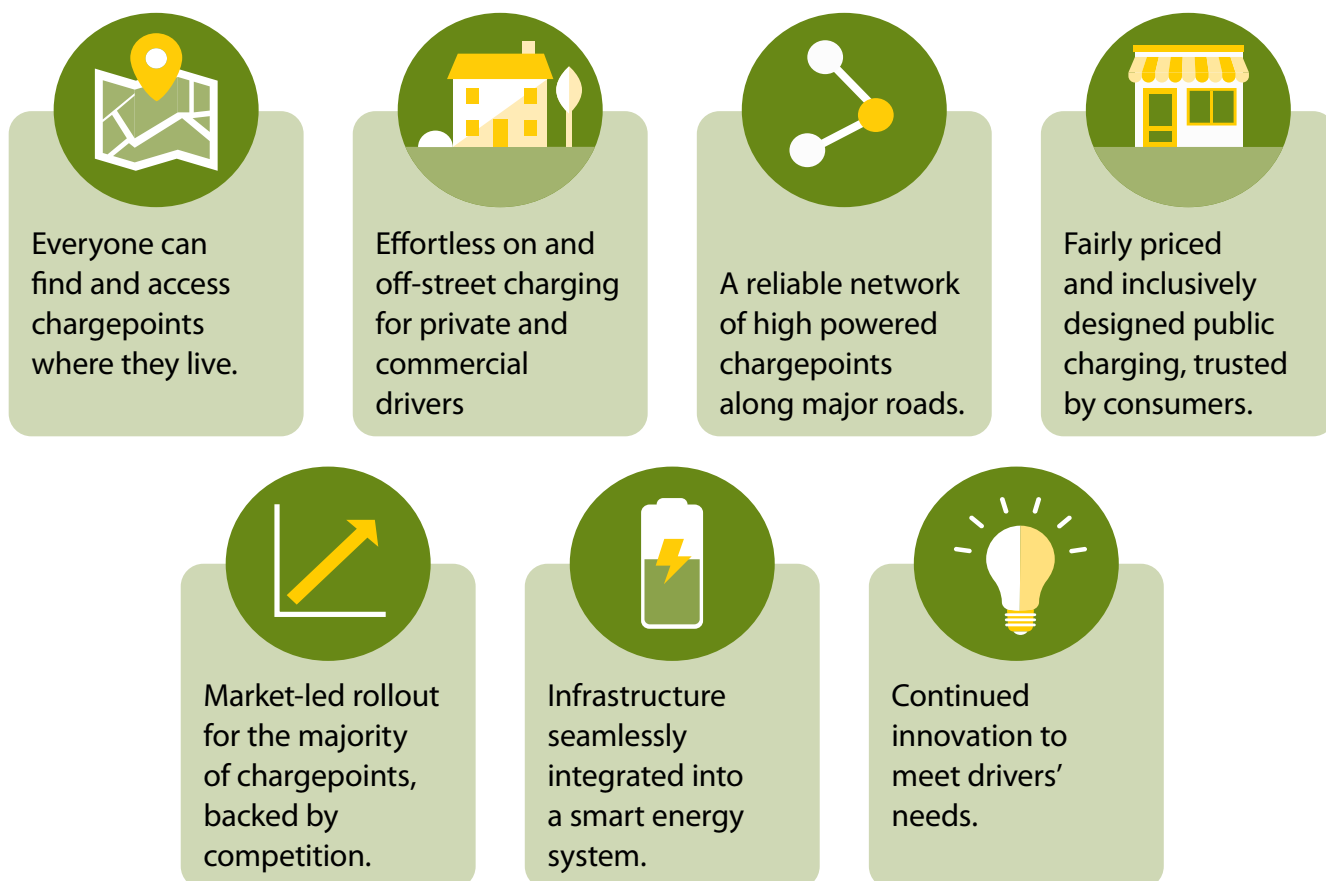 Everyone can
find and access
chargepoints
where they live.
Effortless on and
off-street charging
for private and
commercial
drivers
A reliable network
of high powered
chargepoints
along major roads.
Fairly priced
and inclusively
designed public
charging, trusted
by consumers.
Market-led rollout
for the majority
of chargepoints,
backed by
competition.
Infrastructure
seamlessly
integrated into
a smart energy
system.
Continued
innovation to
meet drivers’
needs.